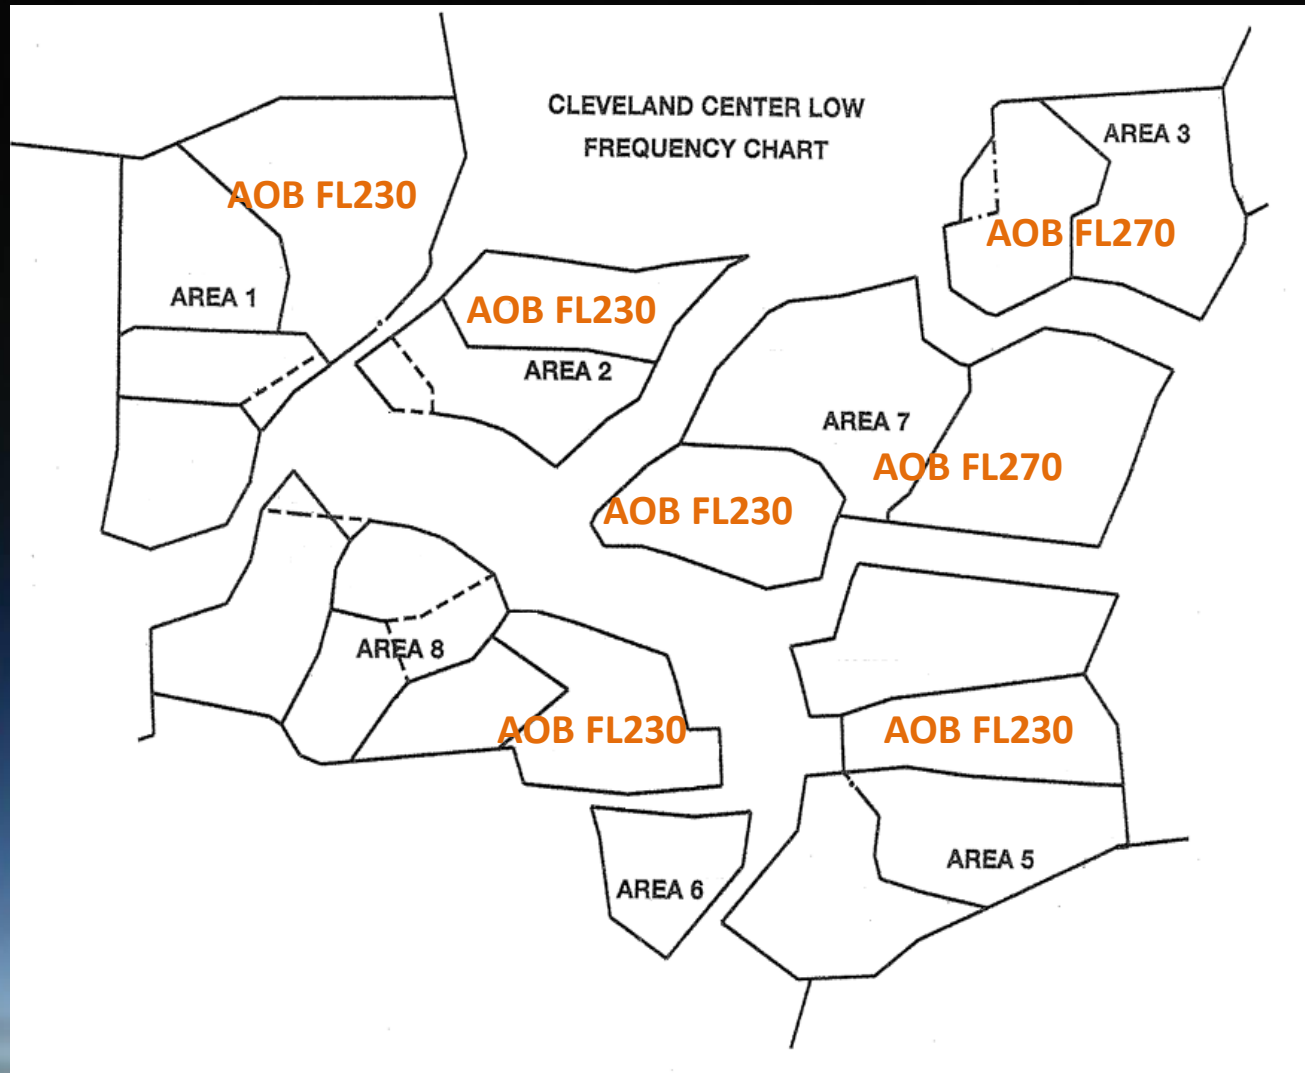 CLEVELAND CENTER LOW
FREQUENCY CHART
AREA 3
AOB FL230
AOB FL270
AREA 1
AOB FL230
AREA 2
AREA 7
AOB FL270
AOB FL230
AREA 8
AOB FL230
AOB FL230
AREA 5
AREA 6